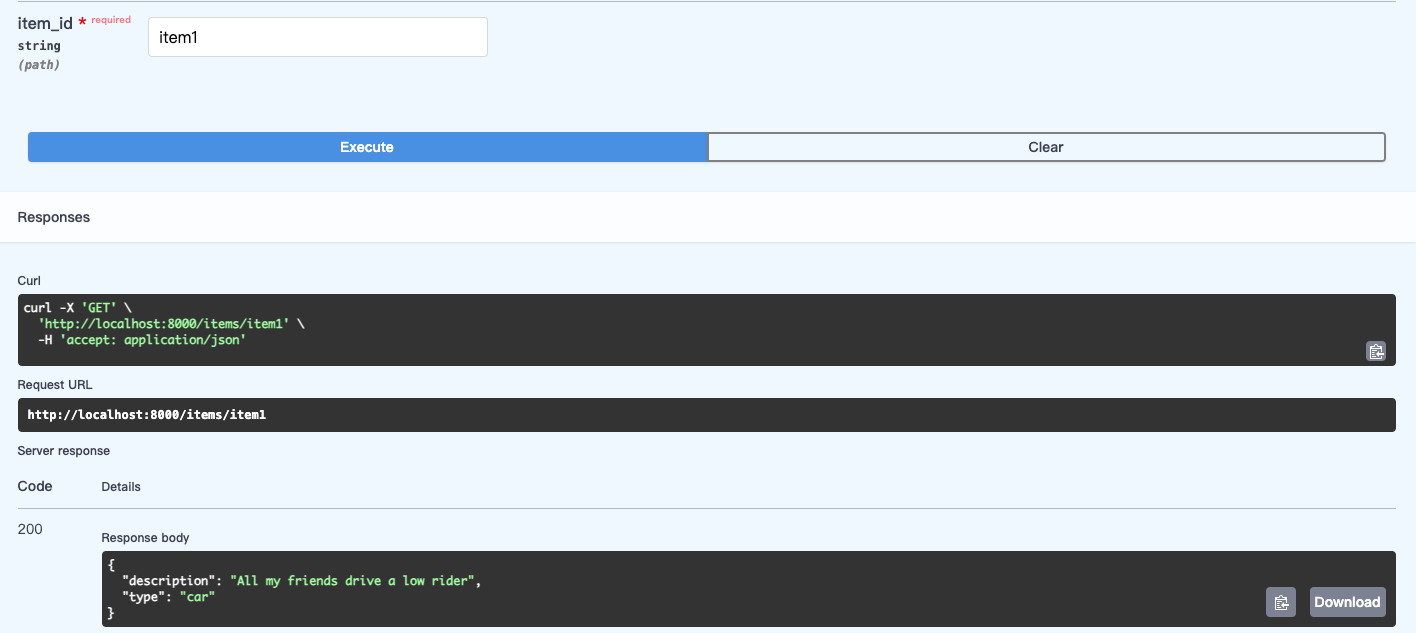 item_id * required
string
(path)
item1
Execute
Clear
Responses
Curl
curl -X 'GET' \
  'http://localhost:8000/items/item1' \
  -H 'accept: application/json'
Request URL
http://localhost:8000/items/item1
Server response
Code Details
200
Response body
{
  "description": "All my friends drive a low rider",
  "type": "car"
}
Download